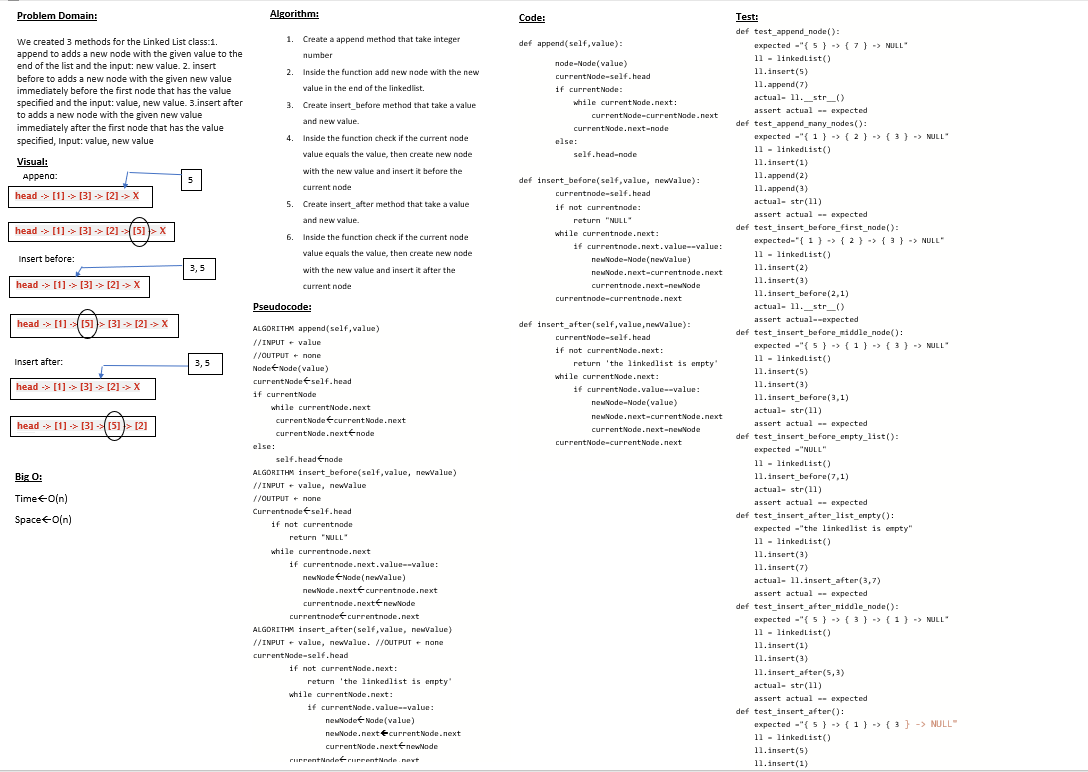 Problem Domain:
We created 3 methods for the Linked List class:1.
append to adds a new node with the given value to the
end of the list and the input: new value. 2. insert
before to adds a new node with the given new value
immediately before the first node that has the value
specified and the input: value, new value. 3.insert after
to adds a new node with the given new value
immediately after the first node that has the value
specified, Input: value, new value
Visual:
Append:
5
head -> [1] -> [3] -> [2] -> X
head -> [1] -> [3] -> [2] -> [5] -> X
Insert before:
3, 5
head -> [1] -> [3] -> [2] -> X
head -> [1] -> [5] -> [3] -> [2] -> X
Insert after:
3, 5
head -> [1] -> [3] -> [2] -> X
head -> [1] -> [3] -> [5] -> [2]
Big O:
Time←O(n)
Space←O(n)
Algorithm:
1. Create a append method that take integer
number
2. Inside the function add new node with the new
value in the end of the linkedlist.
3. Create insert_before method that take a value
and new value.
4. Inside the function check if the current node
value equals the value, then create new node
with the new value and insert it before the
current node
5. Create insert_after method that take a value
and new value.
6. Inside the function check if the current node
value equals the value, then create new node
with the new value and insert it after the
current node
Pseudocode:
ALGORITHM append(self,value)
//INPUT ← value
//OUTPUT ← none
Node←Node(value)
currentNode←self.head
if currentNode
while currentNode.next
currentNode←currentNode.next
currentNode.next←node
else:
self.head←node
ALGORITHM insert_before(self,value, newValue)
//INPUT ← value, newValue
//OUTPUT ← none
Currentnode←self.head
if not currentnode
return "NULL"
while currentnode.next
if currentnode.next.value==value:
newNode←Node(newValue)
newNode.next←currentnode.next
currentnode.next←newNode
currentnode←currentnode.next
ALGORITHM insert_after(self,value, newValue)
//INPUT ← value, newValue. //OUTPUT ← none
currentNode=self.head
if not currentNode.next:
return 'the linkedlist is empty'
while currentNode.next:
if currentNode.value==value:
newNode←Node(value)
newNode.next←currentNode.next
currentNode.next←newNode
currentNode←currentNode.next
Code:
def append(self,value):
node=Node(value)
currentNode=self.head
if currentNode:
while currentNode.next:
currentNode=currentNode.next
currentNode.next=node
else:
self.head=node
def insert_before(self,value, newValue):
currentnode=self.head
if not currentnode:
return "NULL"
while currentnode.next:
if currentnode.next.value==value:
newNode=Node(newValue)
newNode.next=currentnode.next
currentnode.next=newNode
currentnode=currentnode.next
def insert_after(self,value,newValue):
currentNode=self.head
if not currentNode.next:
return 'the linkedlist is empty'
while currentNode.next:
if currentNode.value==value:
newNode=Node(value)
newNode.next=currentNode.next
currentNode.next=newNode
currentNode=currentNode.next
Test:
def test_append_node():
expected ="{ 5 } -> { 7 } -> NULL"
ll = linkedList()
ll.insert(5)
ll.append(7)
actual= ll.__str__()
assert actual == expected
def test_append_many_nodes():
expected ="{ 1 } -> { 2 } -> { 3 } -> NULL"
ll = linkedList()
ll.insert(1)
ll.append(2)
ll.append(3)
actual= str(ll)
assert actual == expected
def test_insert_before_first_node():
expected="{ 1 } -> { 2 } -> { 3 } -> NULL"
ll = linkedList()
ll.insert(2)
ll.insert(3)
ll.insert_before(2,1)
actual= ll.__str__()
assert actual==expected
def test_insert_before_middle_node():
expected ="{ 5 } -> { 1 } -> { 3 } -> NULL"
ll = linkedList()
ll.insert(5)
ll.insert(3)
ll.insert_before(3,1)
actual= str(ll)
assert actual == expected
def test_insert_before_empty_list():
expected ="NULL"
ll = linkedList()
ll.insert_before(7,1)
actual= str(ll)
assert actual == expected
def test_insert_after_list_empty():
expected ="the linkedlist is empty"
ll = linkedList()
ll.insert(3)
ll.insert(7)
actual= ll.insert_after(3,7)
assert actual == expected
def test_insert_after_middle_node():
expected ="{ 5 } -> { 3 } -> { 1 } -> NULL"
ll = linkedList()
ll.insert(1)
ll.insert(3)
ll.insert_after(5,3)
actual= str(ll)
assert actual == expected
def test_insert_after():
expected ="{ 5 } -> { 1 } -> { 3 } -> NULL"
ll = linkedList()
ll.insert(5)
ll.insert(1)